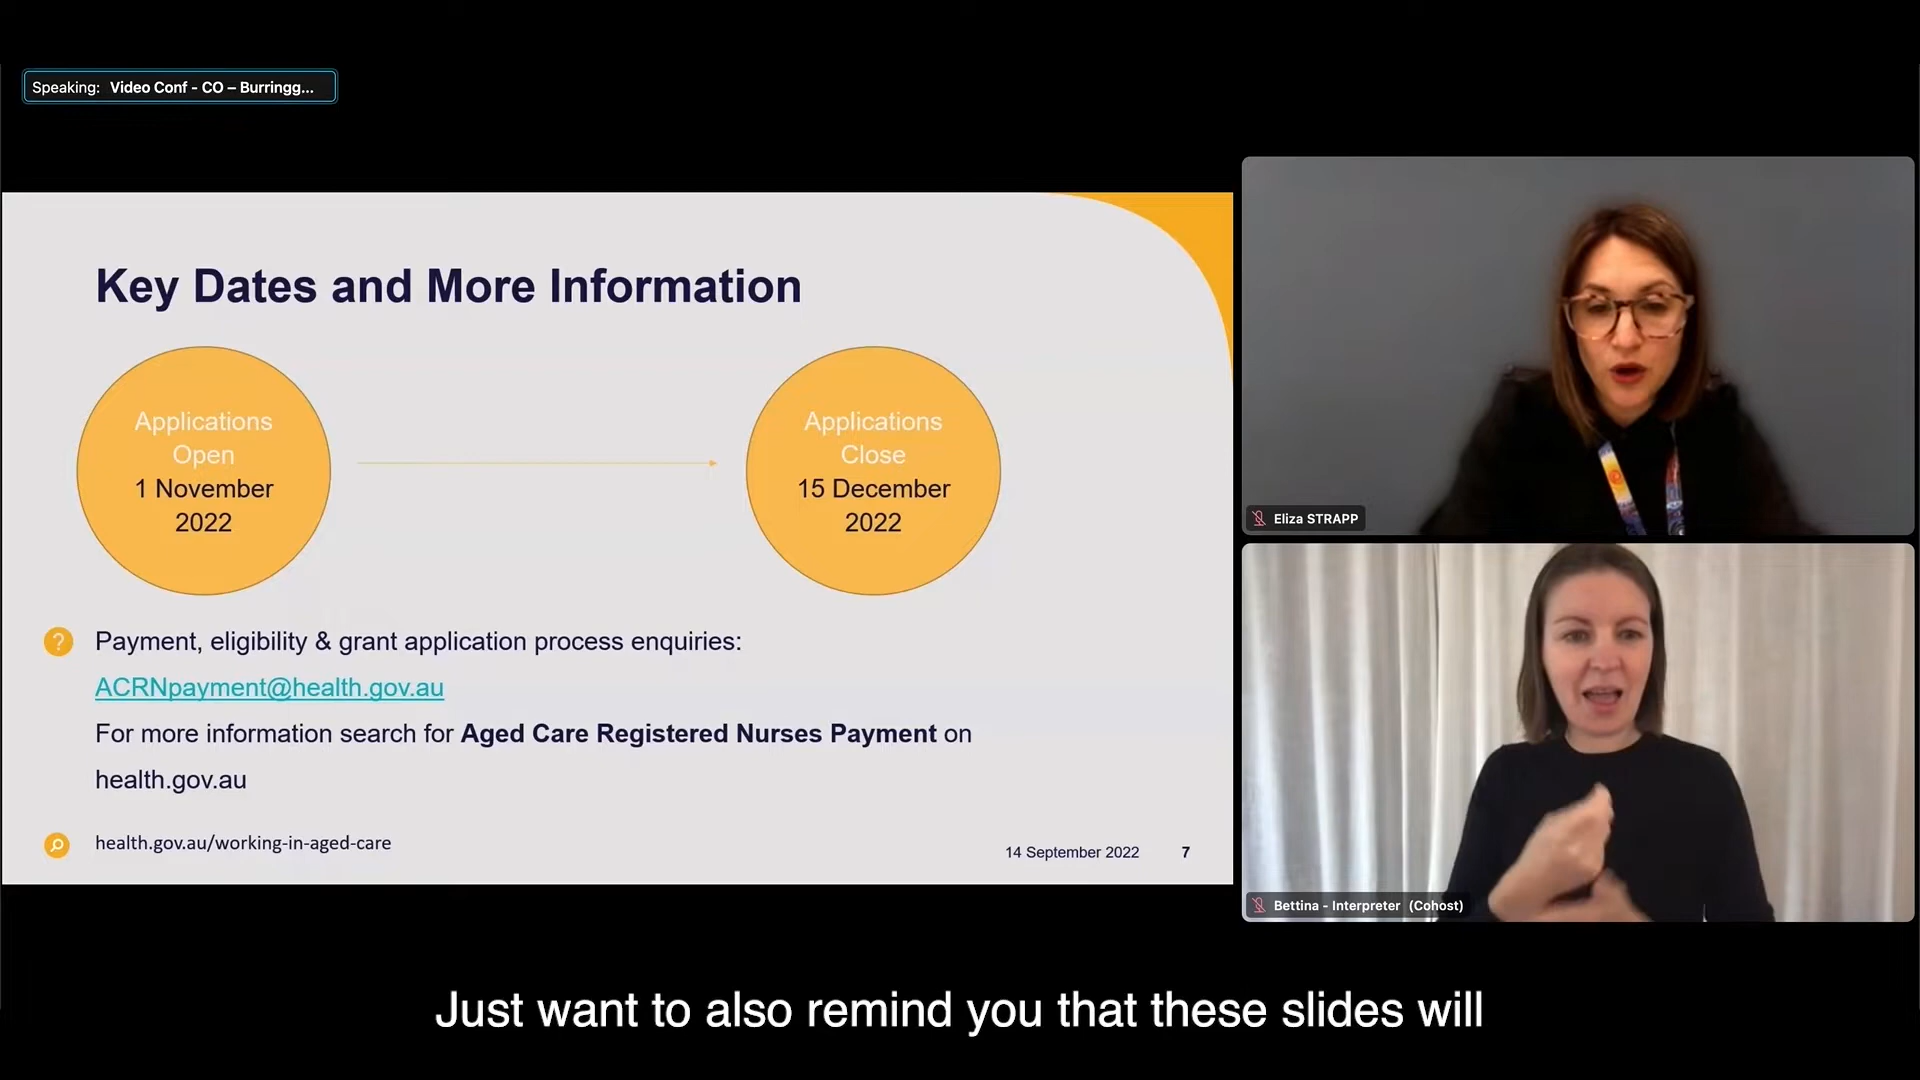 Speaking: Video Conf - CO – Burringg...
Key Dates and More Information
Applications
Open
1 November
2022
Applications
Close
15 December
2022
?
Payment, eligibility & grant application process enquiries:
ACRNpayment@health.gov.au
For more information search for Aged Care Registered Nurses Payment on
health.gov.au
health.gov.au/working-in-aged-care
14 September 2022
7
Eliza STRAPP
Bettina - Interpreter (Cohost)
Just want to also remind you that these slides will